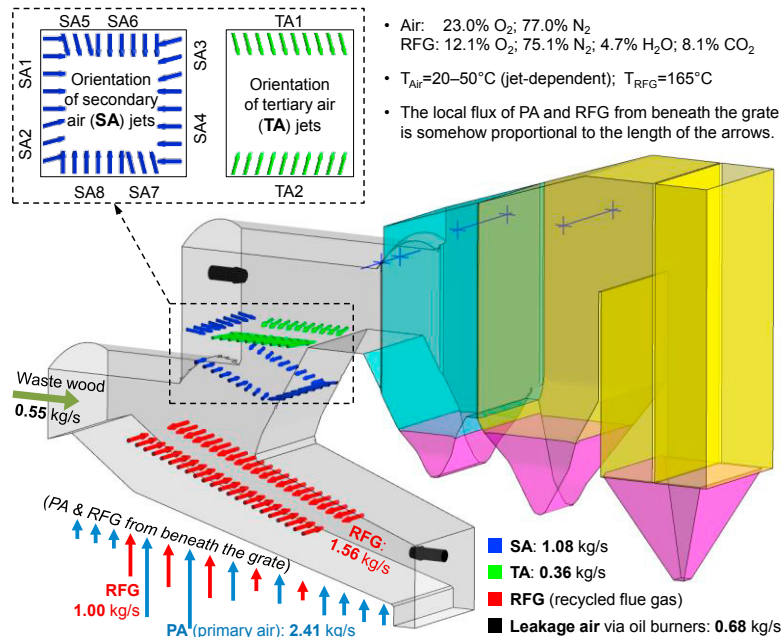 SA5 SA6
SA1
SA2
SA3
SA4
Orientation
of secondary
air (SA) jets
SA8 SA7
TA1
Orientation
of tertiary air
(TA) jets
TA2
• Air: 23.0% O₂; 77.0% N₂
RFG: 12.1% O₂; 75.1% N₂; 4.7% H₂O; 8.1% CO₂
• T_Air=20–50°C (jet-dependent); T_RFG=165°C
• The local flux of PA and RFG from beneath the grate
is somehow proportional to the length of the arrows.
Waste wood
0.55 kg/s
(PA & RFG from beneath the grate)
RFG:
1.56 kg/s
RFG
1.00 kg/s
PA (primary air): 2.41 kg/s
SA: 1.08 kg/s
TA: 0.36 kg/s
RFG (recycled flue gas)
Leakage air via oil burners: 0.68 kg/s